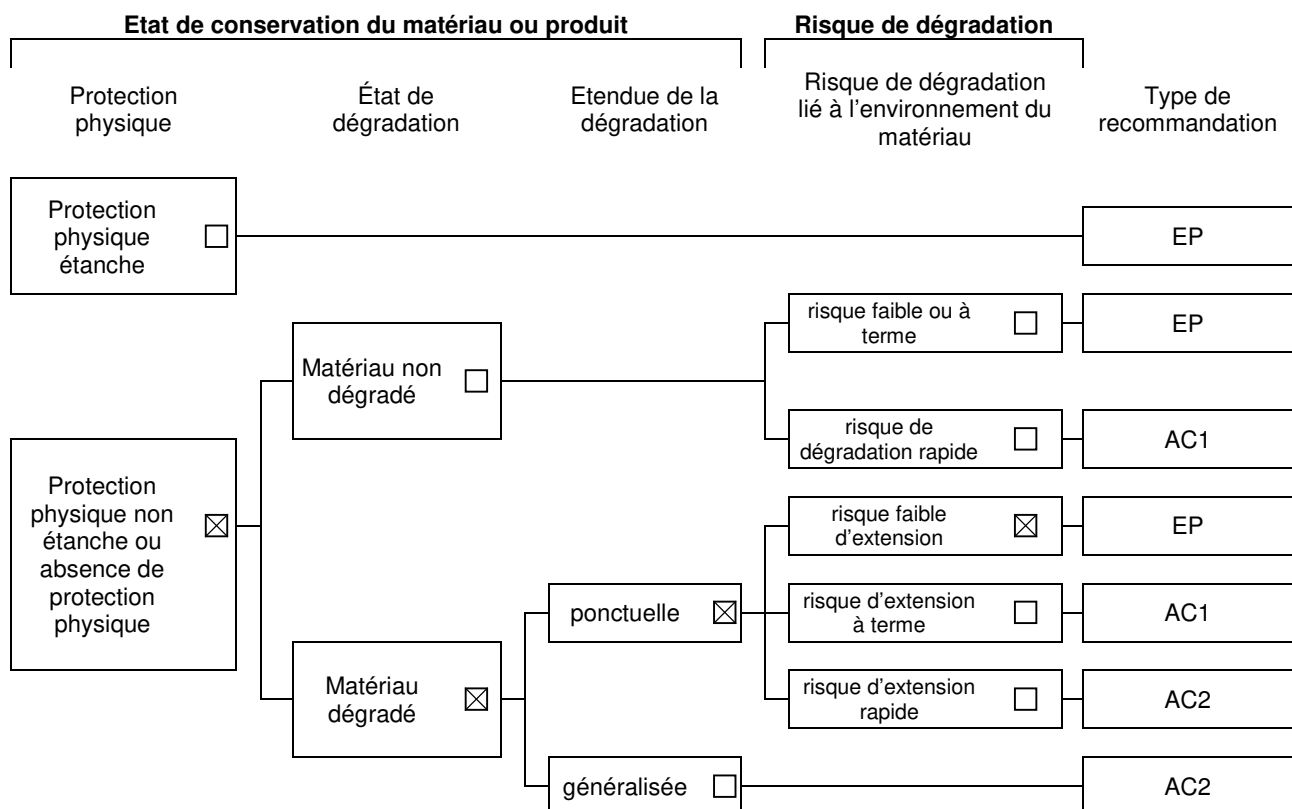 Etat de conservation du matériau ou produit
Risque de dégradation
Protection
physique
État de
dégradation
Etendue de la
dégradation
Risque de dégradation
lié à l'environnement du
matériau
Type de
recommandation
Protection
physique
étanche
EP
risque faible ou à
terme
EP
Matériau non
dégradé
risque de
dégradation rapide
AC1
Protection
physique non
étanche ou
absence de
protection
physique
risque faible
d'extension
EP
ponctuelle
risque d'extension
à terme
AC1
Matériau
dégradé
risque d'extension
rapide
AC2
généralisée
AC2